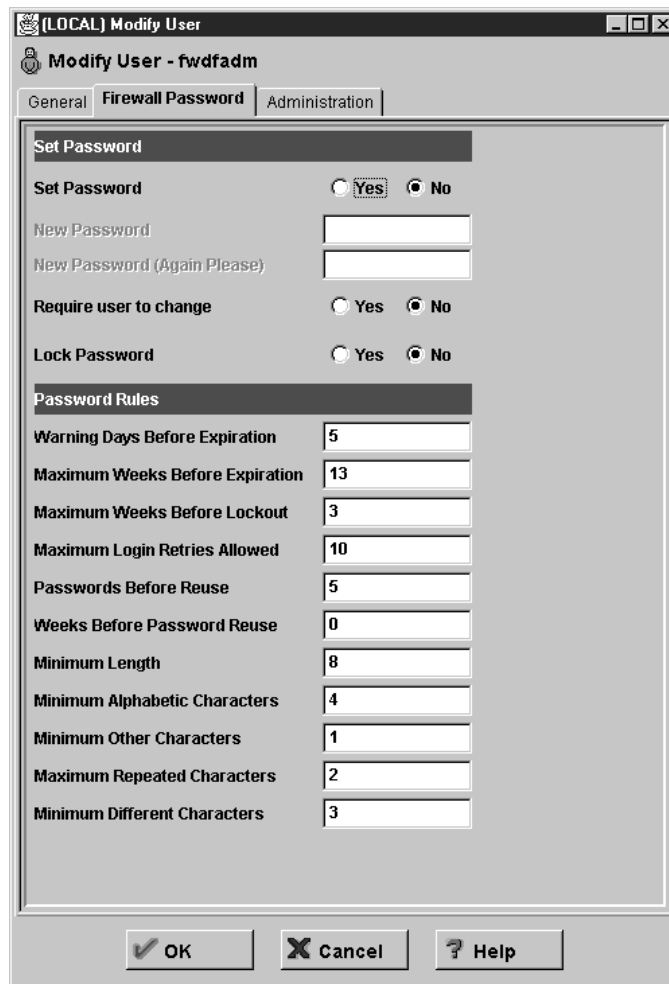 (LOCAL) Modify User
Modify User - fwdfadm
General Firewall Password Administration
Set Password
Set Password Yes No
New Password
New Password (Again Please)
Require user to change Yes No
Lock Password Yes No
Password Rules
Warning Days Before Expiration 5
Maximum Weeks Before Expiration 13
Maximum Weeks Before Lockout 3
Maximum Login Retries Allowed 10
Passwords Before Reuse 5
Weeks Before Password Reuse 0
Minimum Length 8
Minimum Alphabetic Characters 4
Minimum Other Characters 1
Maximum Repeated Characters 2
Minimum Different Characters 3
OK Cancel Help